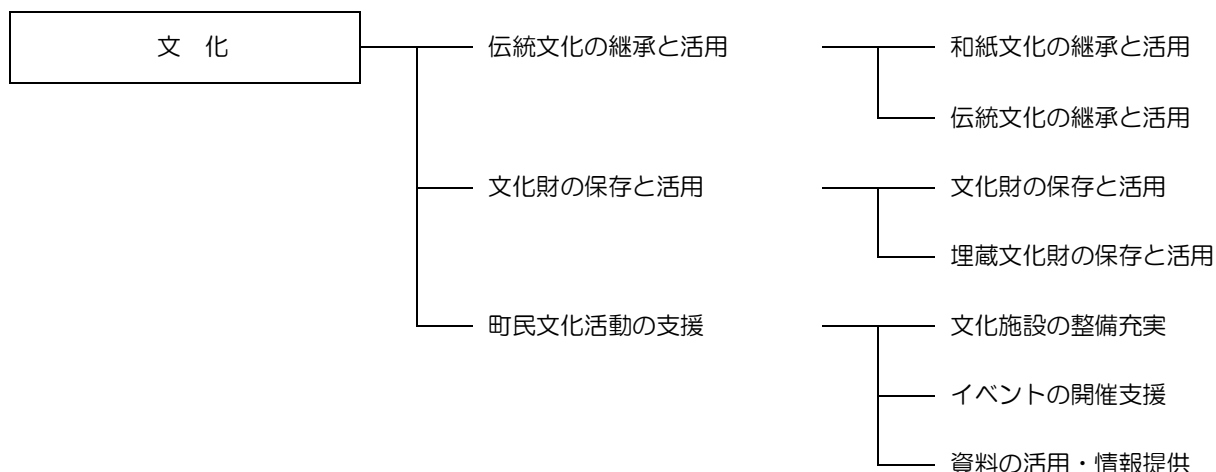 文 化
伝統文化の継承と活用
和紙文化の継承と活用
伝統文化の継承と活用
文化財の保存と活用
文化財の保存と活用
埋蔵文化財の保存と活用
町民文化活動の支援
文化施設の整備充実
イベントの開催支援
資料の活用・情報提供